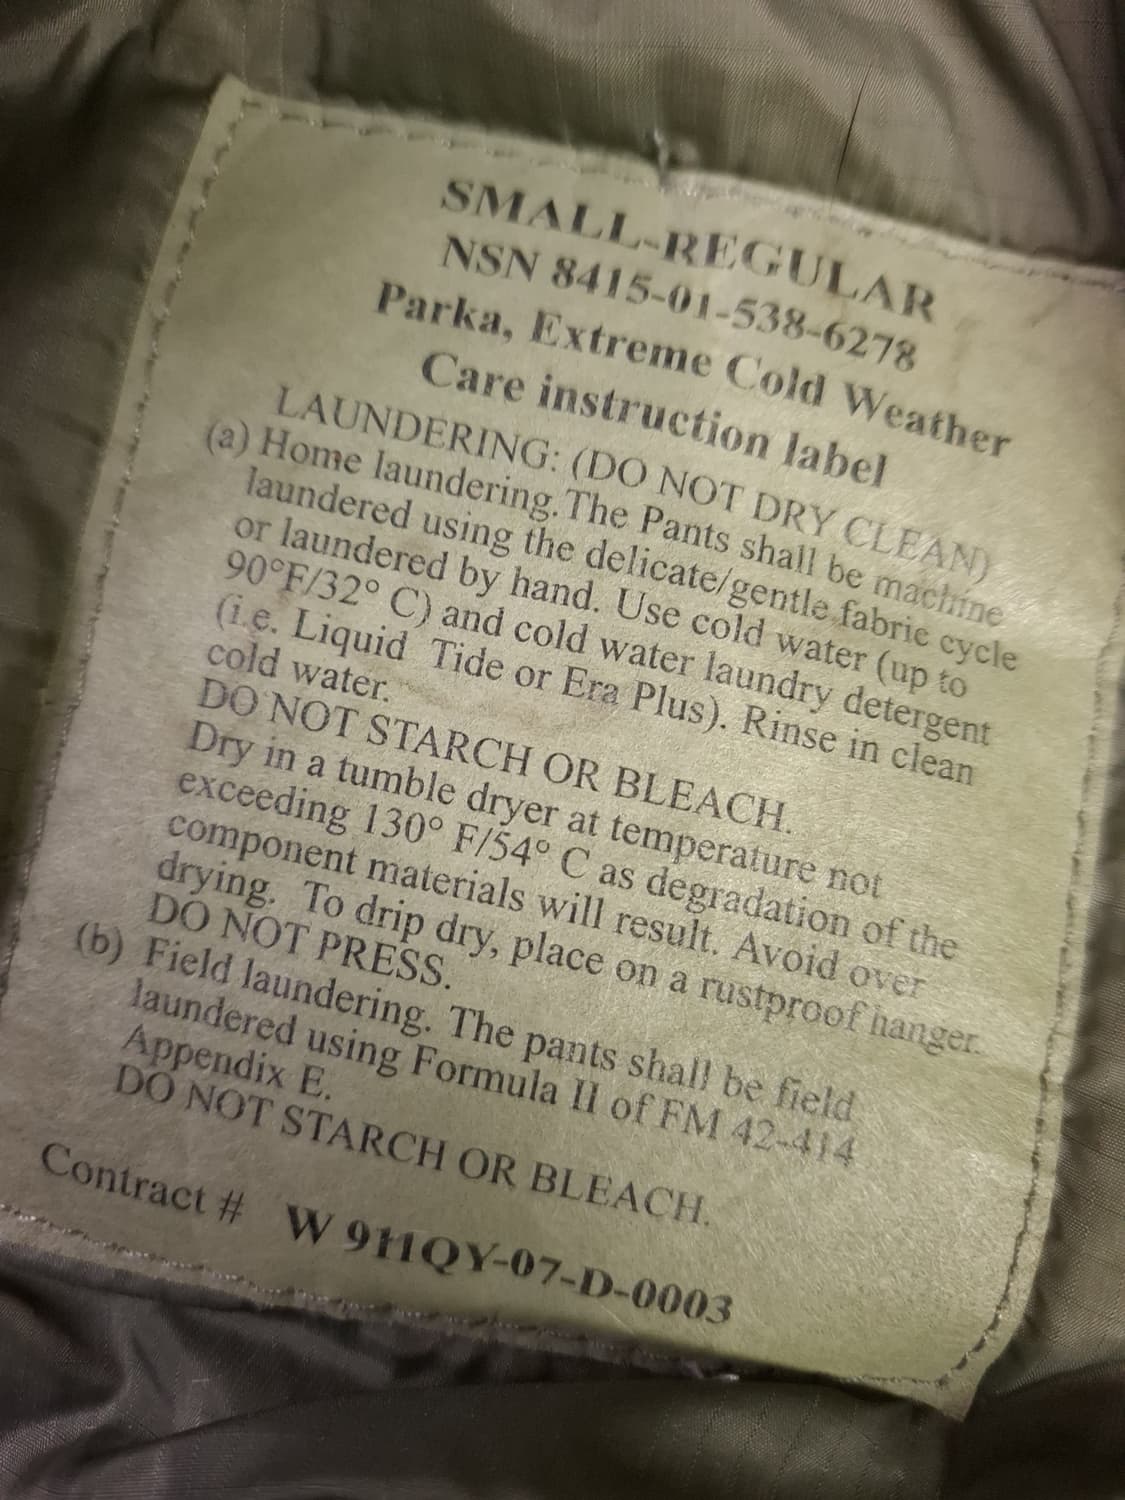 SMALL-REGULAR
NSN 8415-01-538-6278
Parka, Extreme Cold Weather
Care instruction label
LAUNDERING: (DO NOT DRY CLEAN)
(a) Home laundering. The Pants shall be machine
laundered using the delicate/gentle fabric cycle
or laundered by hand. Use cold water (up to
90°F/32° C) and cold water laundry detergent
(i.e. Liquid Tide or Era Plus). Rinse in clean
cold water.
DO NOT STARCH OR BLEACH.
Dry in a tumble dryer at temperature not
exceeding 130° F/54° C as degradation of the
component materials will result. Avoid over
drying. To drip dry, place on a rustproof hanger.
DO NOT PRESS.
(b) Field laundering. The pants shall be field
laundered using Formula II of FM 42-414
Appendix E.
DO NOT STARCH OR BLEACH.
Contract # W 911QY-07-D-0003